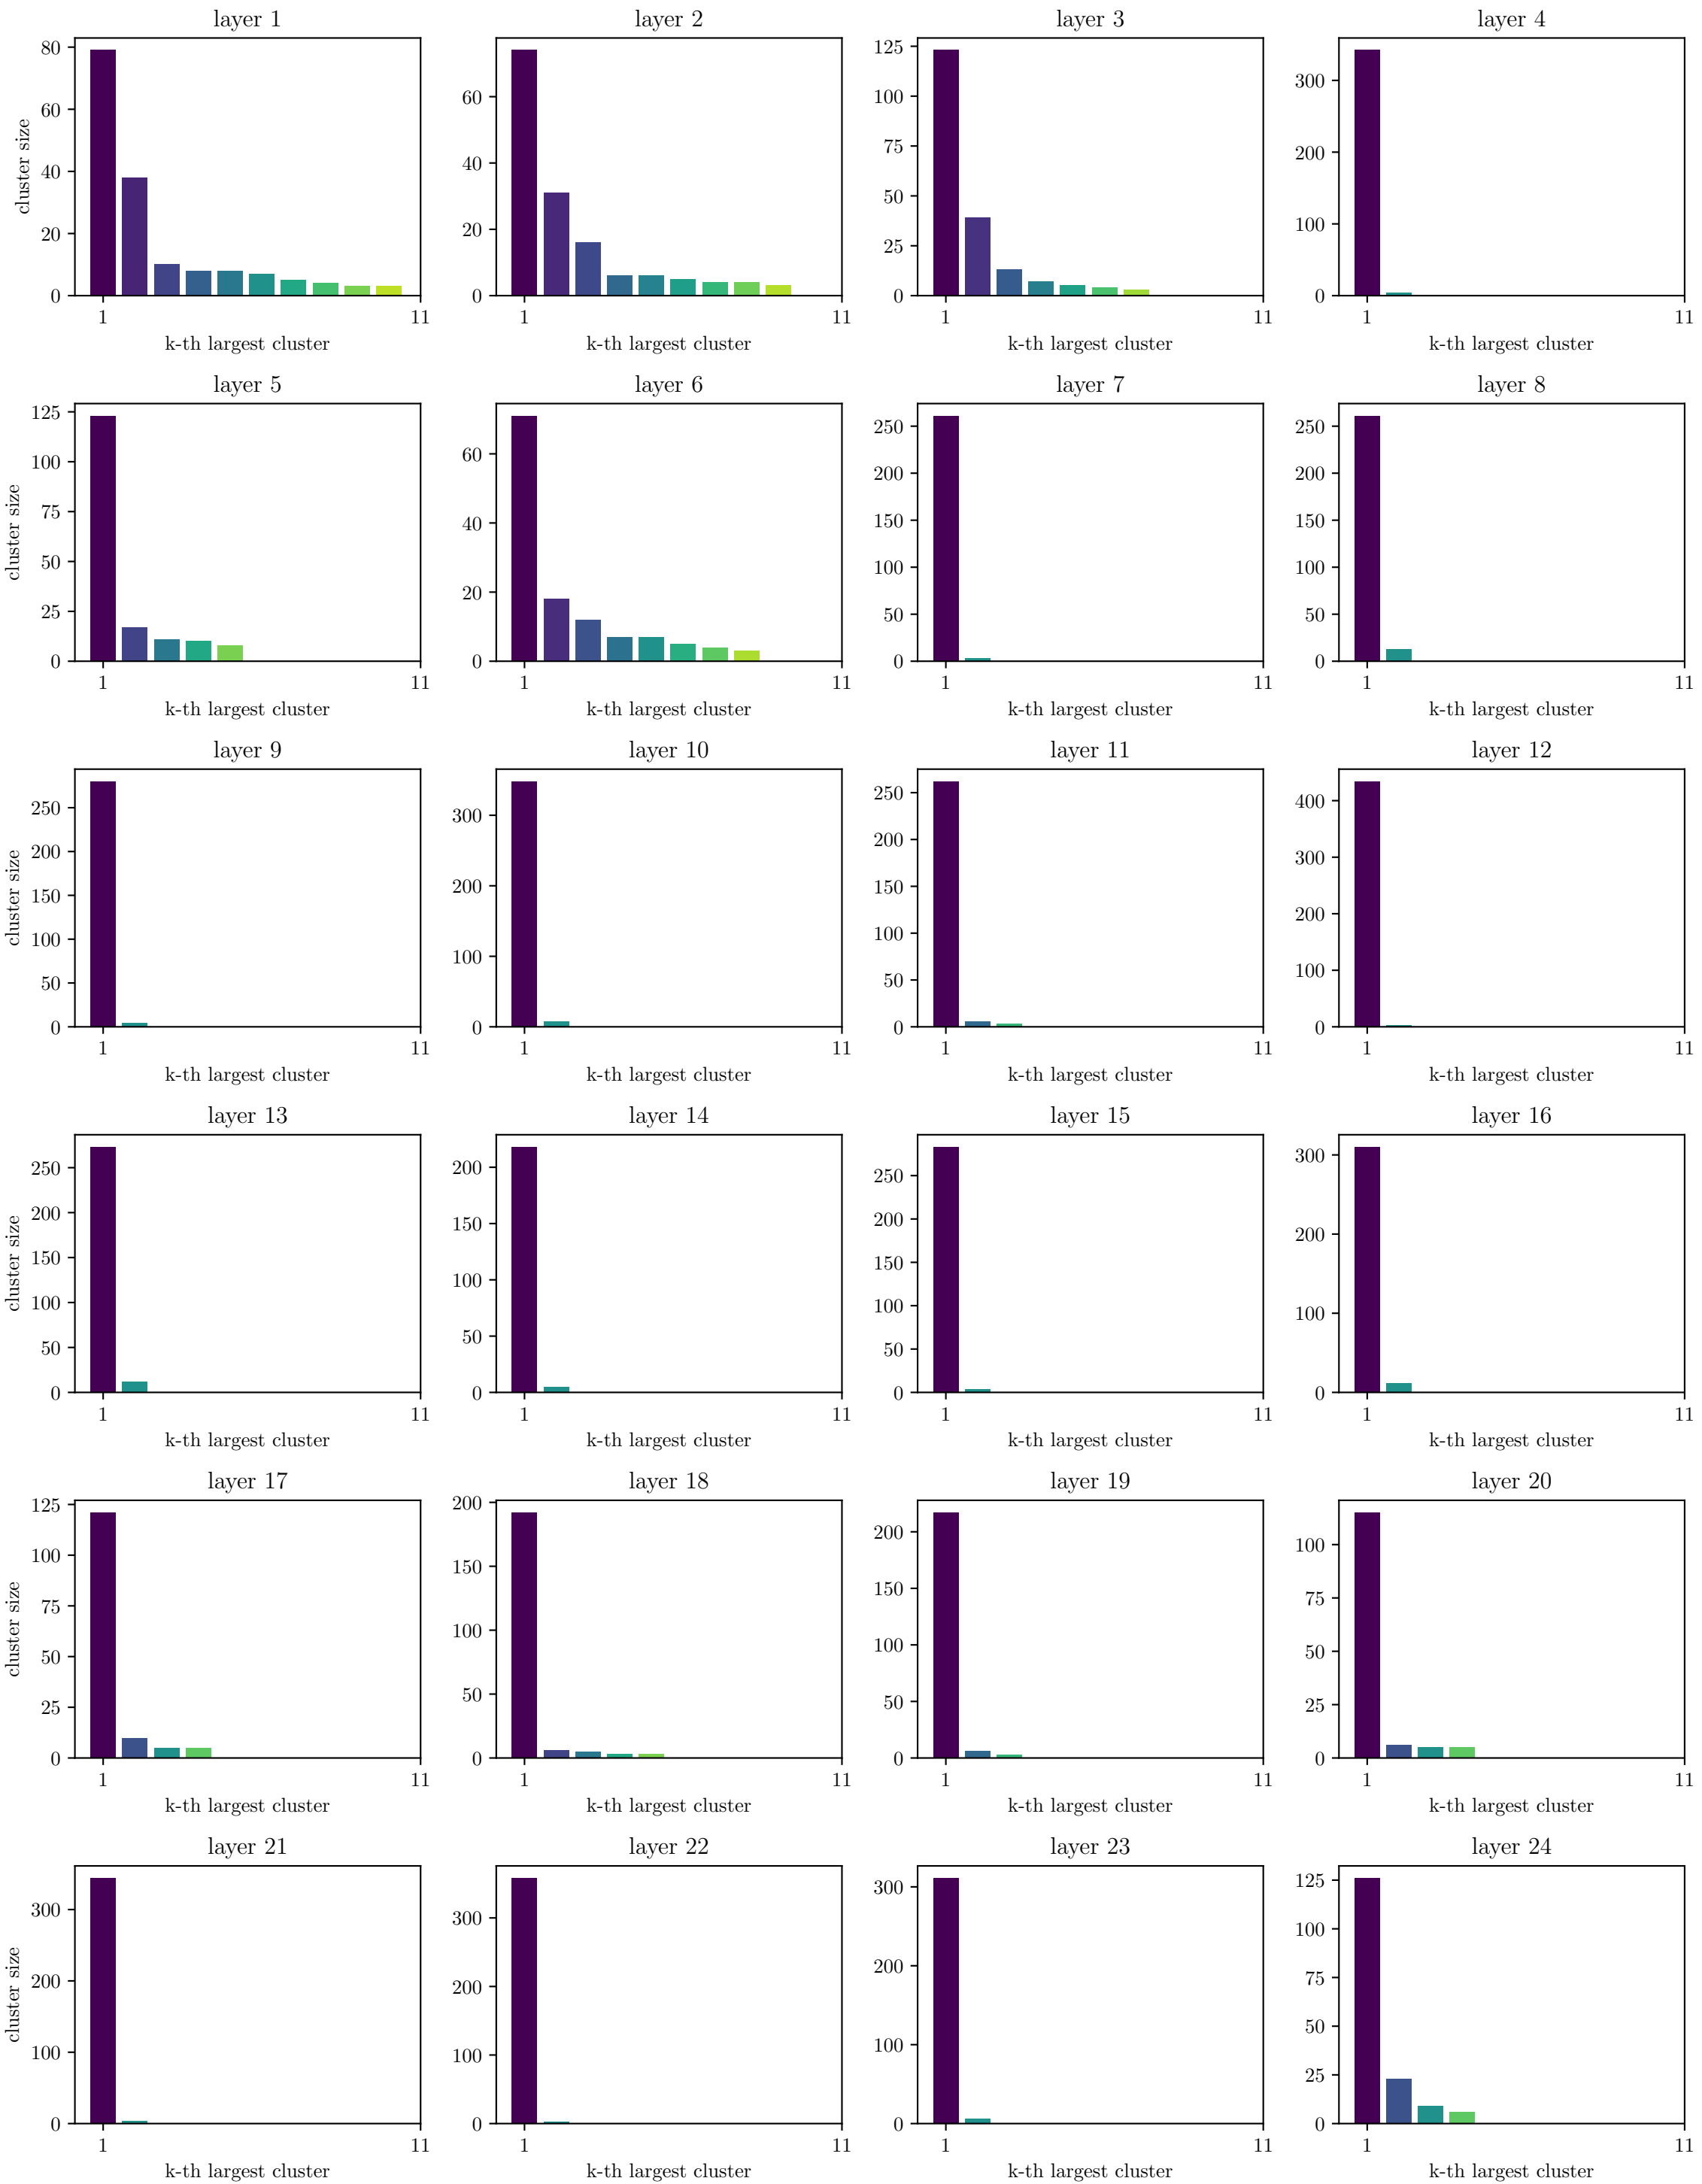 layer 1
80
60
40
20
0
cluster size
1 11
k-th largest cluster
layer 2
60
40
20
0
1 11
k-th largest cluster
layer 3
125
100
75
50
25
0
1 11
k-th largest cluster
layer 4
300
200
100
0
1 11
k-th largest cluster
layer 5
125
100
75
50
25
0
cluster size
1 11
k-th largest cluster
layer 6
60
40
20
0
1 11
k-th largest cluster
layer 7
250
200
150
100
50
0
1 11
k-th largest cluster
layer 8
250
200
150
100
50
0
1 11
k-th largest cluster
layer 9
250
200
150
100
50
0
cluster size
1 11
k-th largest cluster
layer 10
300
200
100
0
1 11
k-th largest cluster
layer 11
250
200
150
100
50
0
1 11
k-th largest cluster
layer 12
400
300
200
100
0
1 11
k-th largest cluster
layer 13
250
200
150
100
50
0
cluster size
1 11
k-th largest cluster
layer 14
200
150
100
50
0
1 11
k-th largest cluster
layer 15
250
200
150
100
50
0
1 11
k-th largest cluster
layer 16
300
200
100
0
1 11
k-th largest cluster
layer 17
125
100
75
50
25
0
cluster size
1 11
k-th largest cluster
layer 18
200
150
100
50
0
1 11
k-th largest cluster
layer 19
200
150
100
50
0
1 11
k-th largest cluster
layer 20
100
75
50
25
0
1 11
k-th largest cluster
layer 21
300
200
100
0
cluster size
1 11
k-th largest cluster
layer 22
300
200
100
0
1 11
k-th largest cluster
layer 23
300
200
100
0
1 11
k-th largest cluster
layer 24
125
100
75
50
25
0
1 11
k-th largest cluster